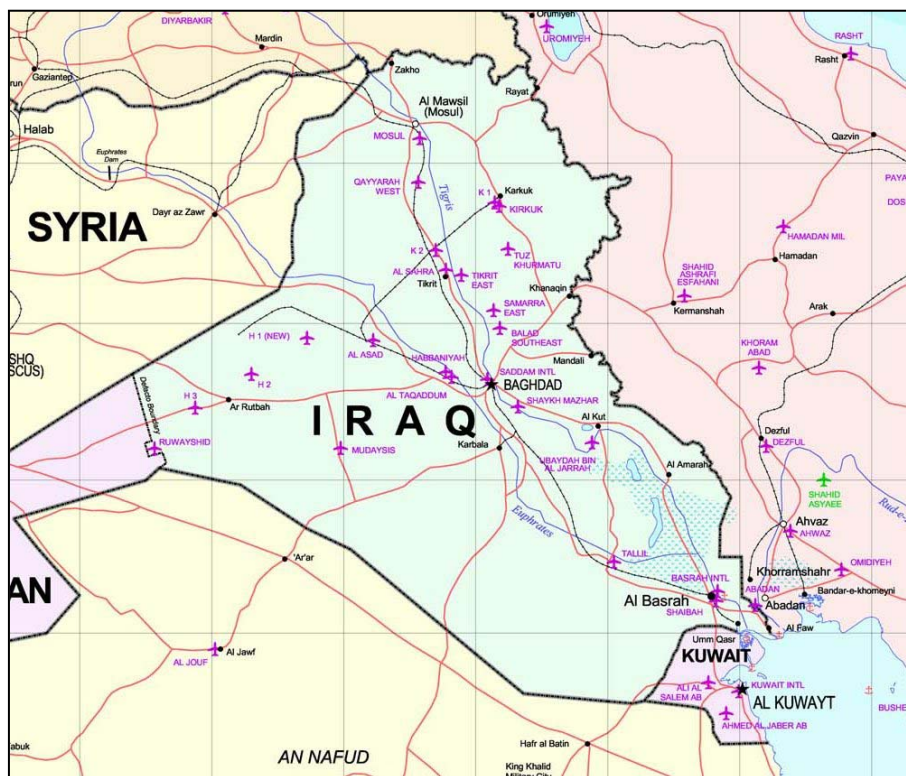 DIYARBAKIR
Orumiyeh
UROMIYEH
RASHT
Rasht
Mardin
Gaziantep
Zakho
Rayat
Al Mawsil
(Mosul)
Halab
MOSUL
Qazvin
Euphrates
Dam
QAYYARAH
WEST
Tigris
K 1
Karkuk
KIRKUK
Dayr az Zawr
SYRIA
HAMADAN MIL
K 2
TUZ
KHURMATU
Hamadan
AL SAHRA
Tikrit
TIKRIT
EAST
Khanaqin
SHAHID
ASHRAFI
ESFAHANI
Kermanshah
SAMARRA
EAST
Arak
H 1 (NEW)
AL ASAD
BALAD
SOUTHEAST
KHORAM
ABAD
Mandali
HABBANIYAH
SADDAM INTL
BAGHDAD
H 2
AL TAQADDUM
Defacto Boundary
H 3
Ar Rutbah
SHAYKH MAZHAR
IRAQ
Al Kut
Karbala
Dezful
DEZFUL
RUWAYSHID
MUDAYSIS
UBAYDAH BIN
AL JARRAH
Al Amarah
SHAHID
ASYAEE
Euphrates
Ahvaz
AHWAZ
'Ar'ar
TALLIL
Khorramshahr
OMIDIYEH
BASRAH INTL
ABADAN
Al Basrah
SHAIBAH
Abadan
Bandar-e-khomeyni
Al Faw
Umm Qasr
AL JOUF
Al Jawf
KUWAIT
ALI AL
SALEM AB
KUWAIT INTL
AL KUWAYT
AHMED AL JABER AB
Hafr al Batin
AN NAFUD
King Khalid